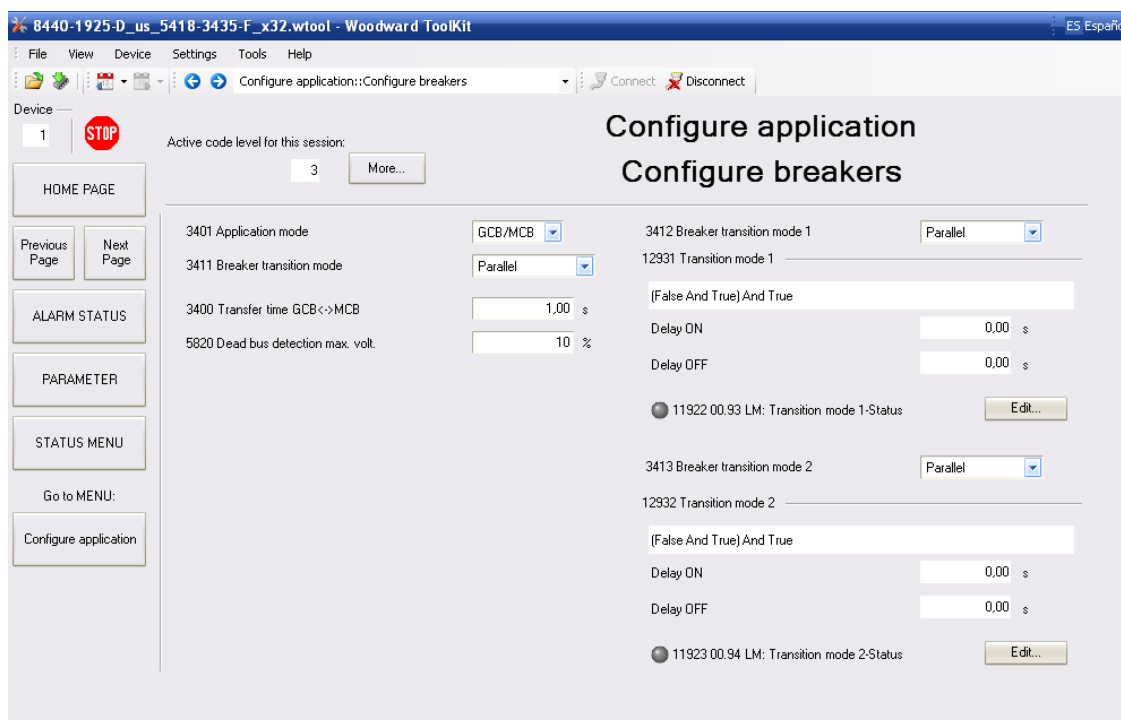 8440-1925-D_us_5418-3435-F_x32.wtool - Woodward ToolKit
ES Españo
File View Device Settings Tools Help
Configure application::Configure breakers
Connect Disconnect
Device
1
STOP
Active code level for this session:
3 More...
Configure application
Configure breakers
HOME PAGE
Previous Page
Next Page
ALARM STATUS
PARAMETER
STATUS MENU
Go to MENU:
Configure application
3401 Application mode GCB/MCB
3411 Breaker transition mode Parallel
3400 Transfer time GCB<->MCB 1,00 s
5820 Dead bus detection max. volt. 10 %
3412 Breaker transition mode 1 Parallel
12931 Transition mode 1
(False And True) And True
Delay ON 0,00 s
Delay OFF 0,00 s
11922 00.93 LM: Transition mode 1-Status Edit...
3413 Breaker transition mode 2 Parallel
12932 Transition mode 2
(False And True) And True
Delay ON 0,00 s
Delay OFF 0,00 s
11923 00.94 LM: Transition mode 2-Status Edit...